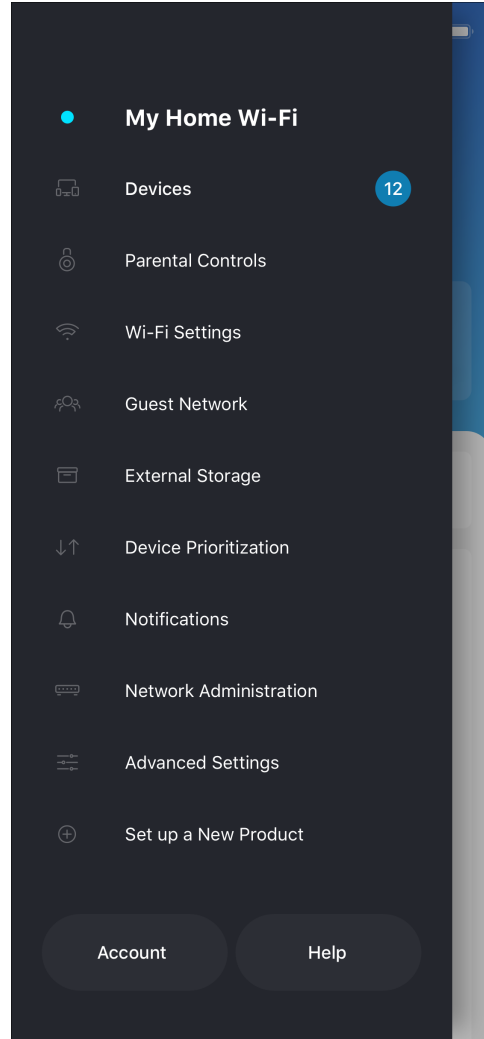 My Home Wi-Fi
Devices 12
Parental Controls
Wi-Fi Settings
Guest Network
External Storage
Device Prioritization
Notifications
Network Administration
Advanced Settings
Set up a New Product
Account Help